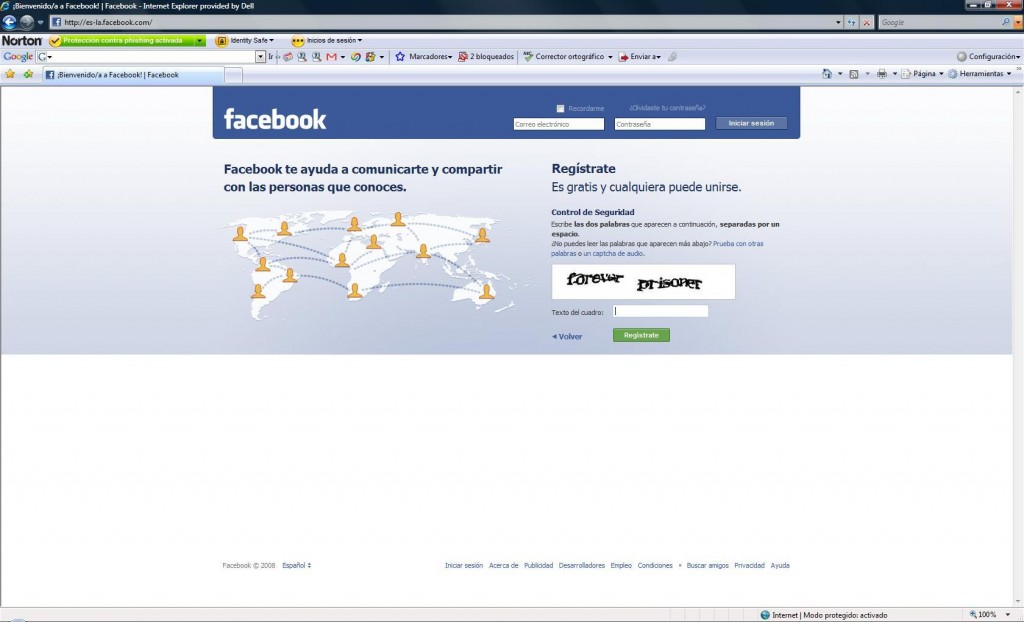 ¡Bienvenido/a a Facebook! | Facebook - Internet Explorer provided by Dell
http://es-la.facebook.com/
Google
Norton
Protección contra phishing activada
Identity Safe
Inicios de sesión
Google
G
Ir
Marcadores
2 bloqueados
Corrector ortográfico
Enviar a
Configuración
¡Bienvenido/a a Facebook! | Facebook
Página
Herramientas
facebook
Recordarme
¿Olvidaste tu contraseña?
Correo electrónico
Contraseña
Iniciar sesión
Facebook te ayuda a comunicarte y compartir
con las personas que conoces.
Regístrate
Es gratis y cualquiera puede unirse.
Control de Seguridad
Escribe las dos palabras que aparecen a continuación, separadas por un
espacio.
¿No puedes leer las palabras que aparecen más abajo? Prueba con otras
palabras o un captcha de audio.
forever prisoner
Texto del cuadro:
Volver
Regístrate
Facebook © 2008 Español
Iniciar sesión Acerca de Publicidad Desarrolladores Empleo Condiciones • Buscar amigos Privacidad Ayuda
Internet | Modo protegido: activado
100%